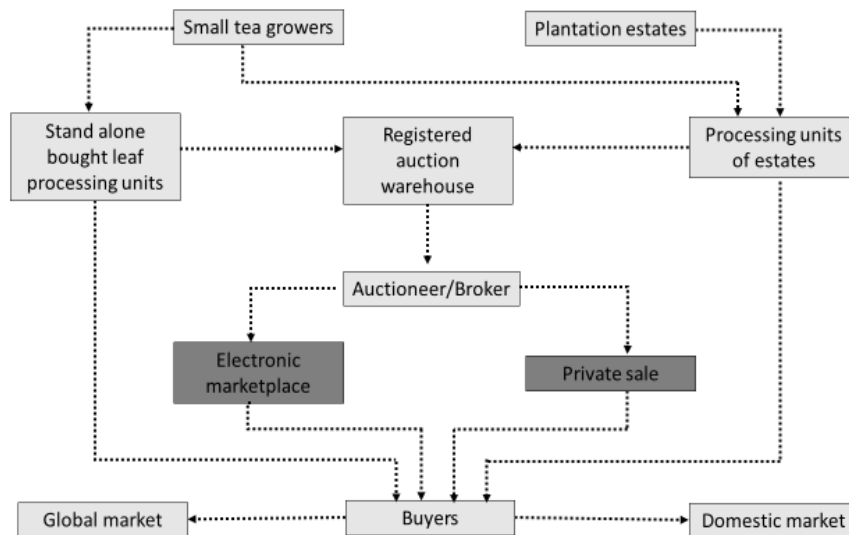 Small tea growers
Plantation estates
Stand alone
bought leaf
processing units
Registered
auction
warehouse
Processing units
of estates
Auctioneer/Broker
Electronic
marketplace
Private sale
Global market
Buyers
Domestic market